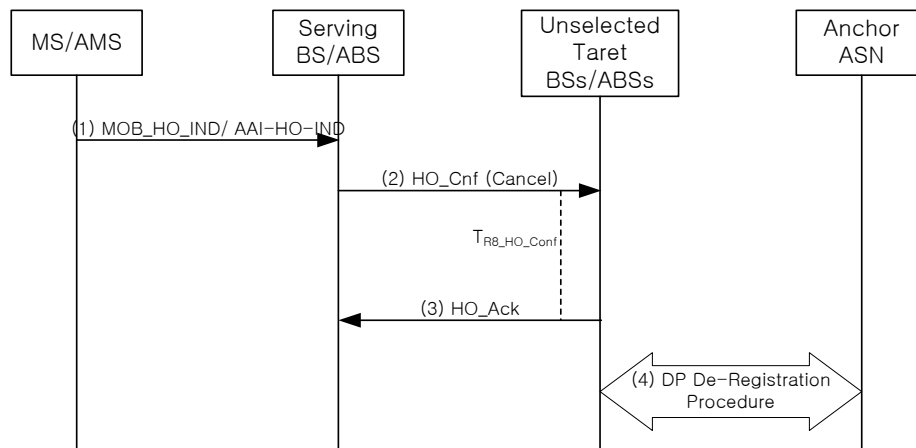 MS/AMS
Serving
BS/ABS
Unselected
Taret
BSs/ABSs
Anchor
ASN
(1) MOB_HO_IND/ AAI-HO-IND
(2) HO_Cnf (Cancel)
TR8_HO_Conf
(3) HO_Ack
(4) DP De-Registration
Procedure